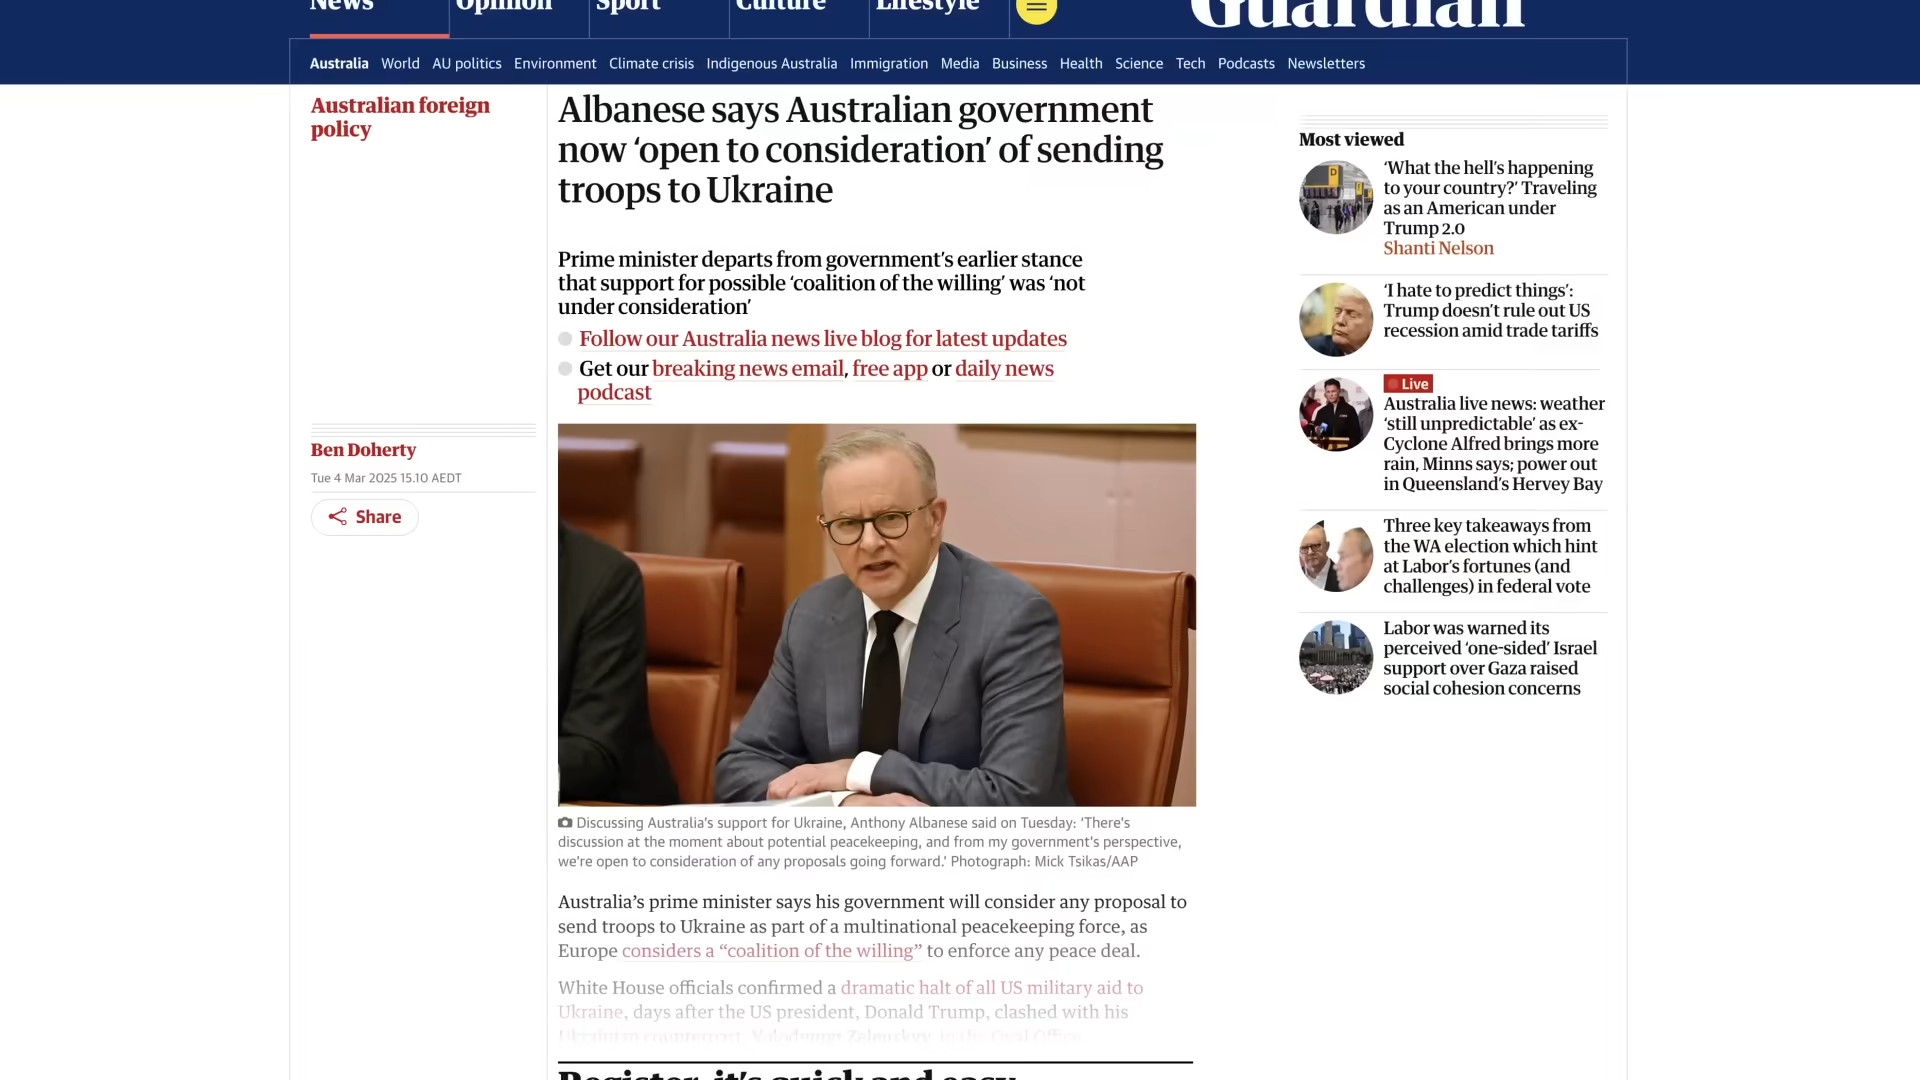 News
Opinion
Sport
Culture
Lifestyle
Guardian
Australia World AU politics Environment Climate crisis Indigenous Australia Immigration Media Business Health Science Tech Podcasts Newsletters
Australian foreign
policy
Albanese says Australian government
now ‘open to consideration’ of sending
troops to Ukraine
Prime minister departs from government’s earlier stance
that support for possible ‘coalition of the willing’ was ‘not
under consideration’
Follow our Australia news live blog for latest updates
Get our breaking news email, free app or daily news
podcast
Ben Doherty
Tue 4 Mar 2025 15.10 AEDT
Share
Discussing Australia’s support for Ukraine, Anthony Albanese said on Tuesday: ‘There’s
discussion at the moment about potential peacekeeping, and from my government’s perspective,
we’re open to consideration of any proposals going forward.’ Photograph: Mick Tsikas/AAP
Australia’s prime minister says his government will consider any proposal to
send troops to Ukraine as part of a multinational peacekeeping force, as
Europe considers a “coalition of the willing” to enforce any peace deal.
White House officials confirmed a dramatic halt of all US military aid to
Ukraine, days after the US president, Donald Trump, clashed with his
Ukrainian counterpart, Volodymyr Zelenskyy, in the Oval Office.
Register, it’s quick and easy
Most viewed
D
‘What the hell’s happening
to your country?’ Traveling
as an American under
Trump 2.0
Shanti Nelson
‘I hate to predict things’:
Trump doesn’t rule out US
recession amid trade tariffs
Live
Australia live news: weather
‘still unpredictable’ as ex-
Cyclone Alfred brings more
rain, Minns says; power out
in Queensland’s Hervey Bay
Three key takeaways from
the WA election which hint
at Labor’s fortunes (and
challenges) in federal vote
Labor was warned its
perceived ‘one-sided’ Israel
support over Gaza raised
social cohesion concerns